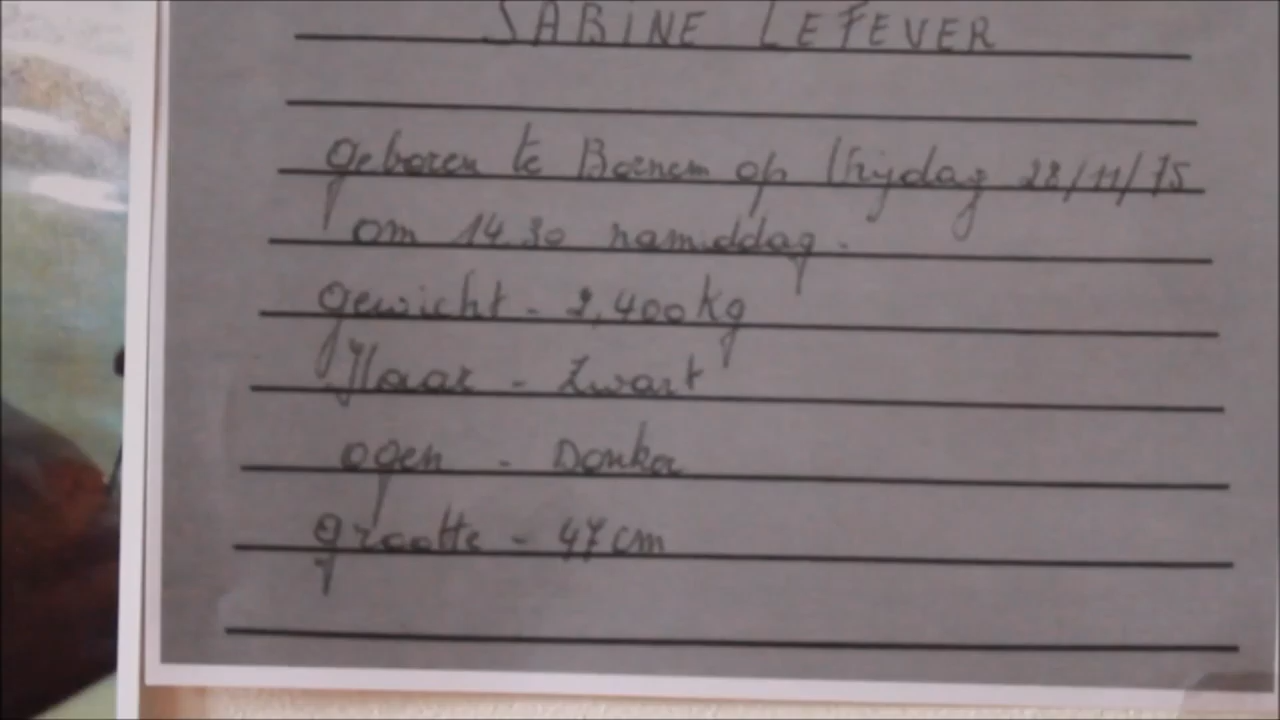 SABINE LEFEVER
geboren te Bornem op Vrijdag 28/11/75
om 14.30 namiddag.
gewicht - 2,400kg
Haar - Zwart
ogen - Donker
grootte - 47cm